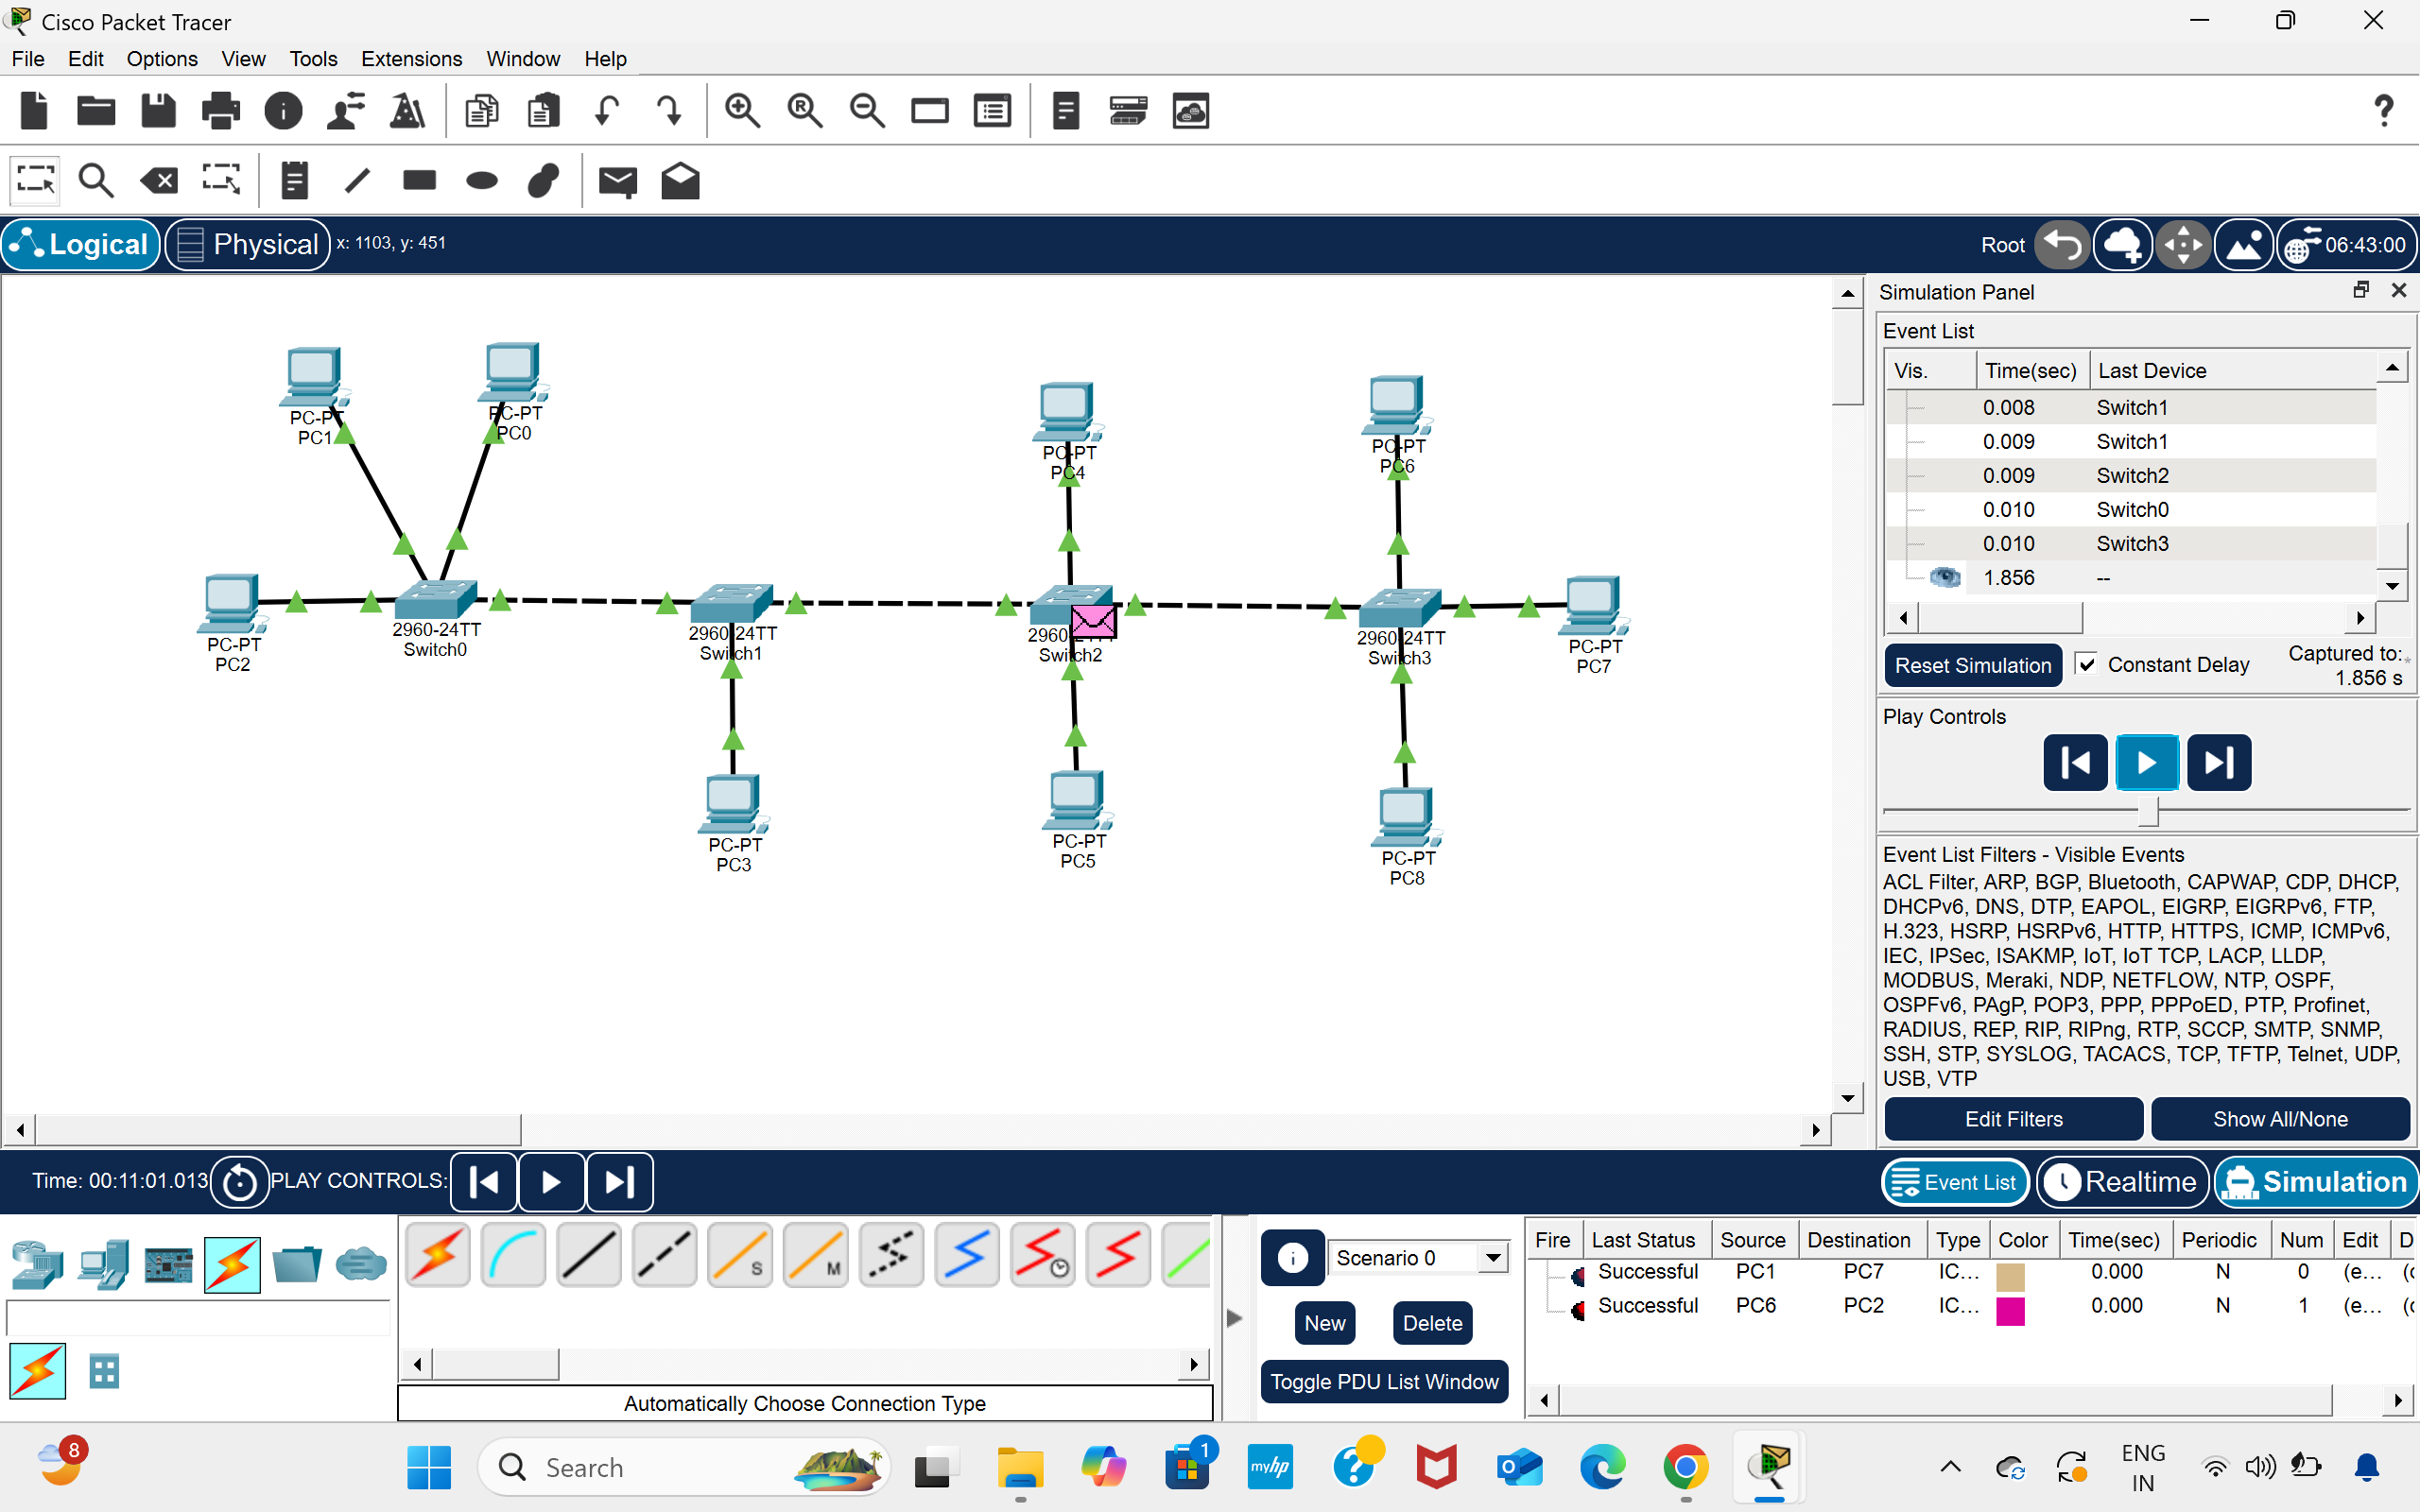 Cisco Packet Tracer
File Edit Options View Tools Extensions Window Help
Logical Physical x: 1103, y: 451 Root 06:43:00
Simulation Panel
Event List
Vis. Time(sec) Last Device
0.008 Switch1
0.009 Switch1
0.009 Switch2
0.010 Switch0
0.010 Switch3
1.856 --
Reset Simulation Constant Delay Captured to:
1.856 s
Play Controls
Event List Filters - Visible Events
ACL Filter, ARP, BGP, Bluetooth, CAPWAP, CDP, DHCP,
DHCPv6, DNS, DTP, EAPOL, EIGRP, EIGRPv6, FTP,
H.323, HSRP, HSRPv6, HTTP, HTTPS, ICMP, ICMPv6,
IEC, IPSec, ISAKMP, IoT, IoT TCP, LACP, LLDP,
MODBUS, Meraki, NDP, NETFLOW, NTP, OSPF,
OSPFv6, PAgP, POP3, PPP, PPPoED, PTP, Profinet,
RADIUS, REP, RIP, RIPng, RTP, SCCP, SMTP, SNMP,
SSH, STP, SYSLOG, TACACS, TCP, TFTP, Telnet, UDP,
USB, VTP
Edit Filters Show All/None
PC-PT
PC1
PC-PT
PC0
PC-PT
PC4
PC-PT
PC6
PC-PT
PC2
2960-24TT
Switch0
2960-24TT
Switch1
Switch2
2960-24TT
Switch3
PC-PT
PC7
PC-PT
PC3
PC-PT
PC5
PC-PT
PC8
Time: 00:11:01.013 PLAY CONTROLS: Event List Realtime Simulation
S M
Automatically Choose Connection Type
Scenario 0
New Delete
Toggle PDU List Window
Fire Last Status Source Destination Type Color Time(sec) Periodic Num Edit D
Successful PC1 PC7 IC... 0.000 N 0 (e...
Successful PC6 PC2 IC... 0.000 N 1 (e...
8 Search 1 myhp ENG
IN